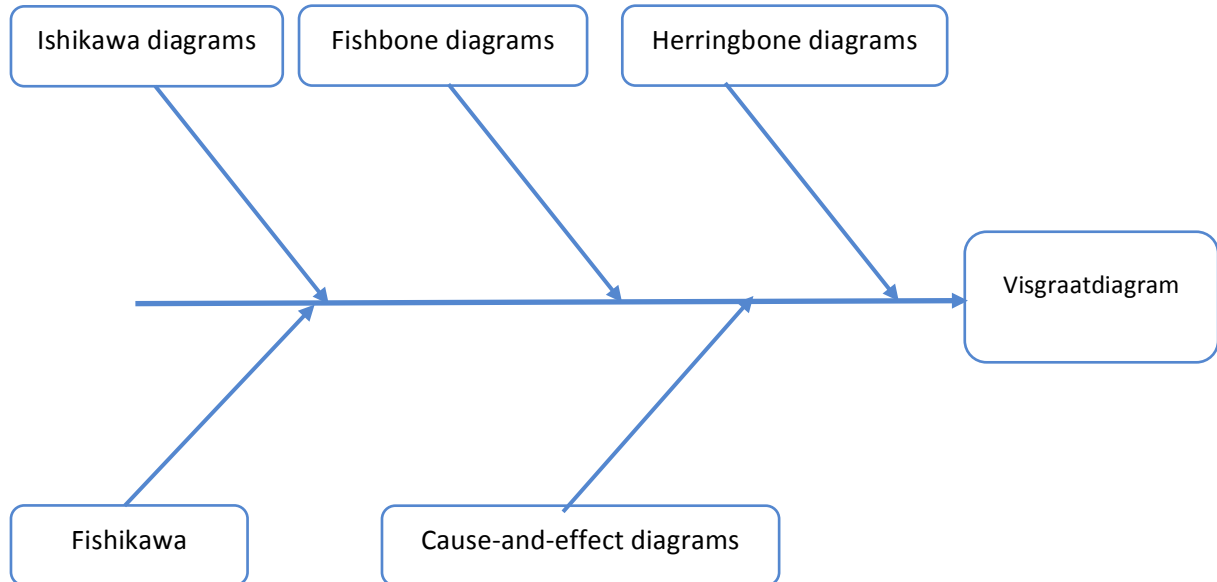 Ishikawa diagrams
Fishbone diagrams
Herringbone diagrams
Visgraatdiagram
Fishikawa
Cause-and-effect diagrams